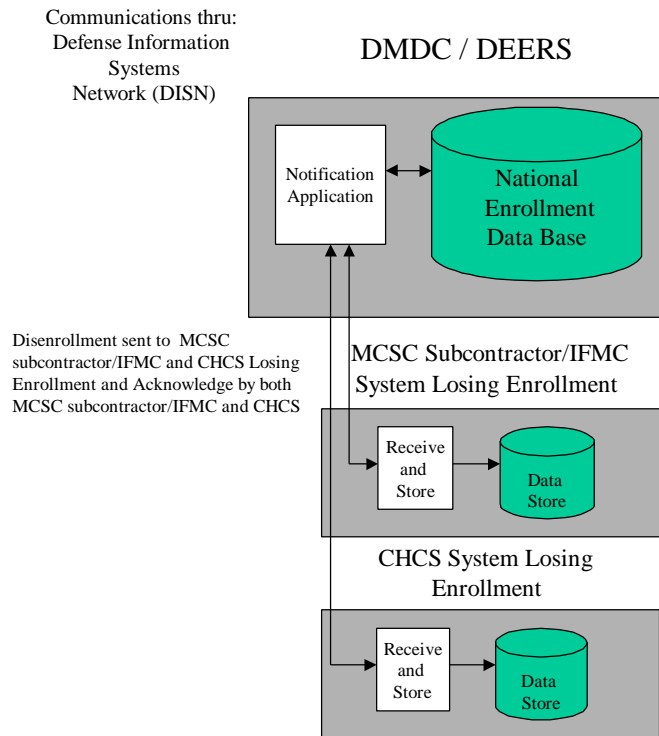 Communications thru:
Defense Information
Systems
Network (DISN)
DMDC / DEERS
Notification
Application
National
Enrollment
Data Base
Disenrollment sent to MCSC
subcontractor/IFMC and CHCS Losing
Enrollment and Acknowledge by both
MCSC subcontractor/IFMC and CHCS
MCSC Subcontractor/IFMC
System Losing Enrollment
Receive
and
Store
Data
Store
CHCS System Losing
Enrollment
Receive
and
Store
Data
Store